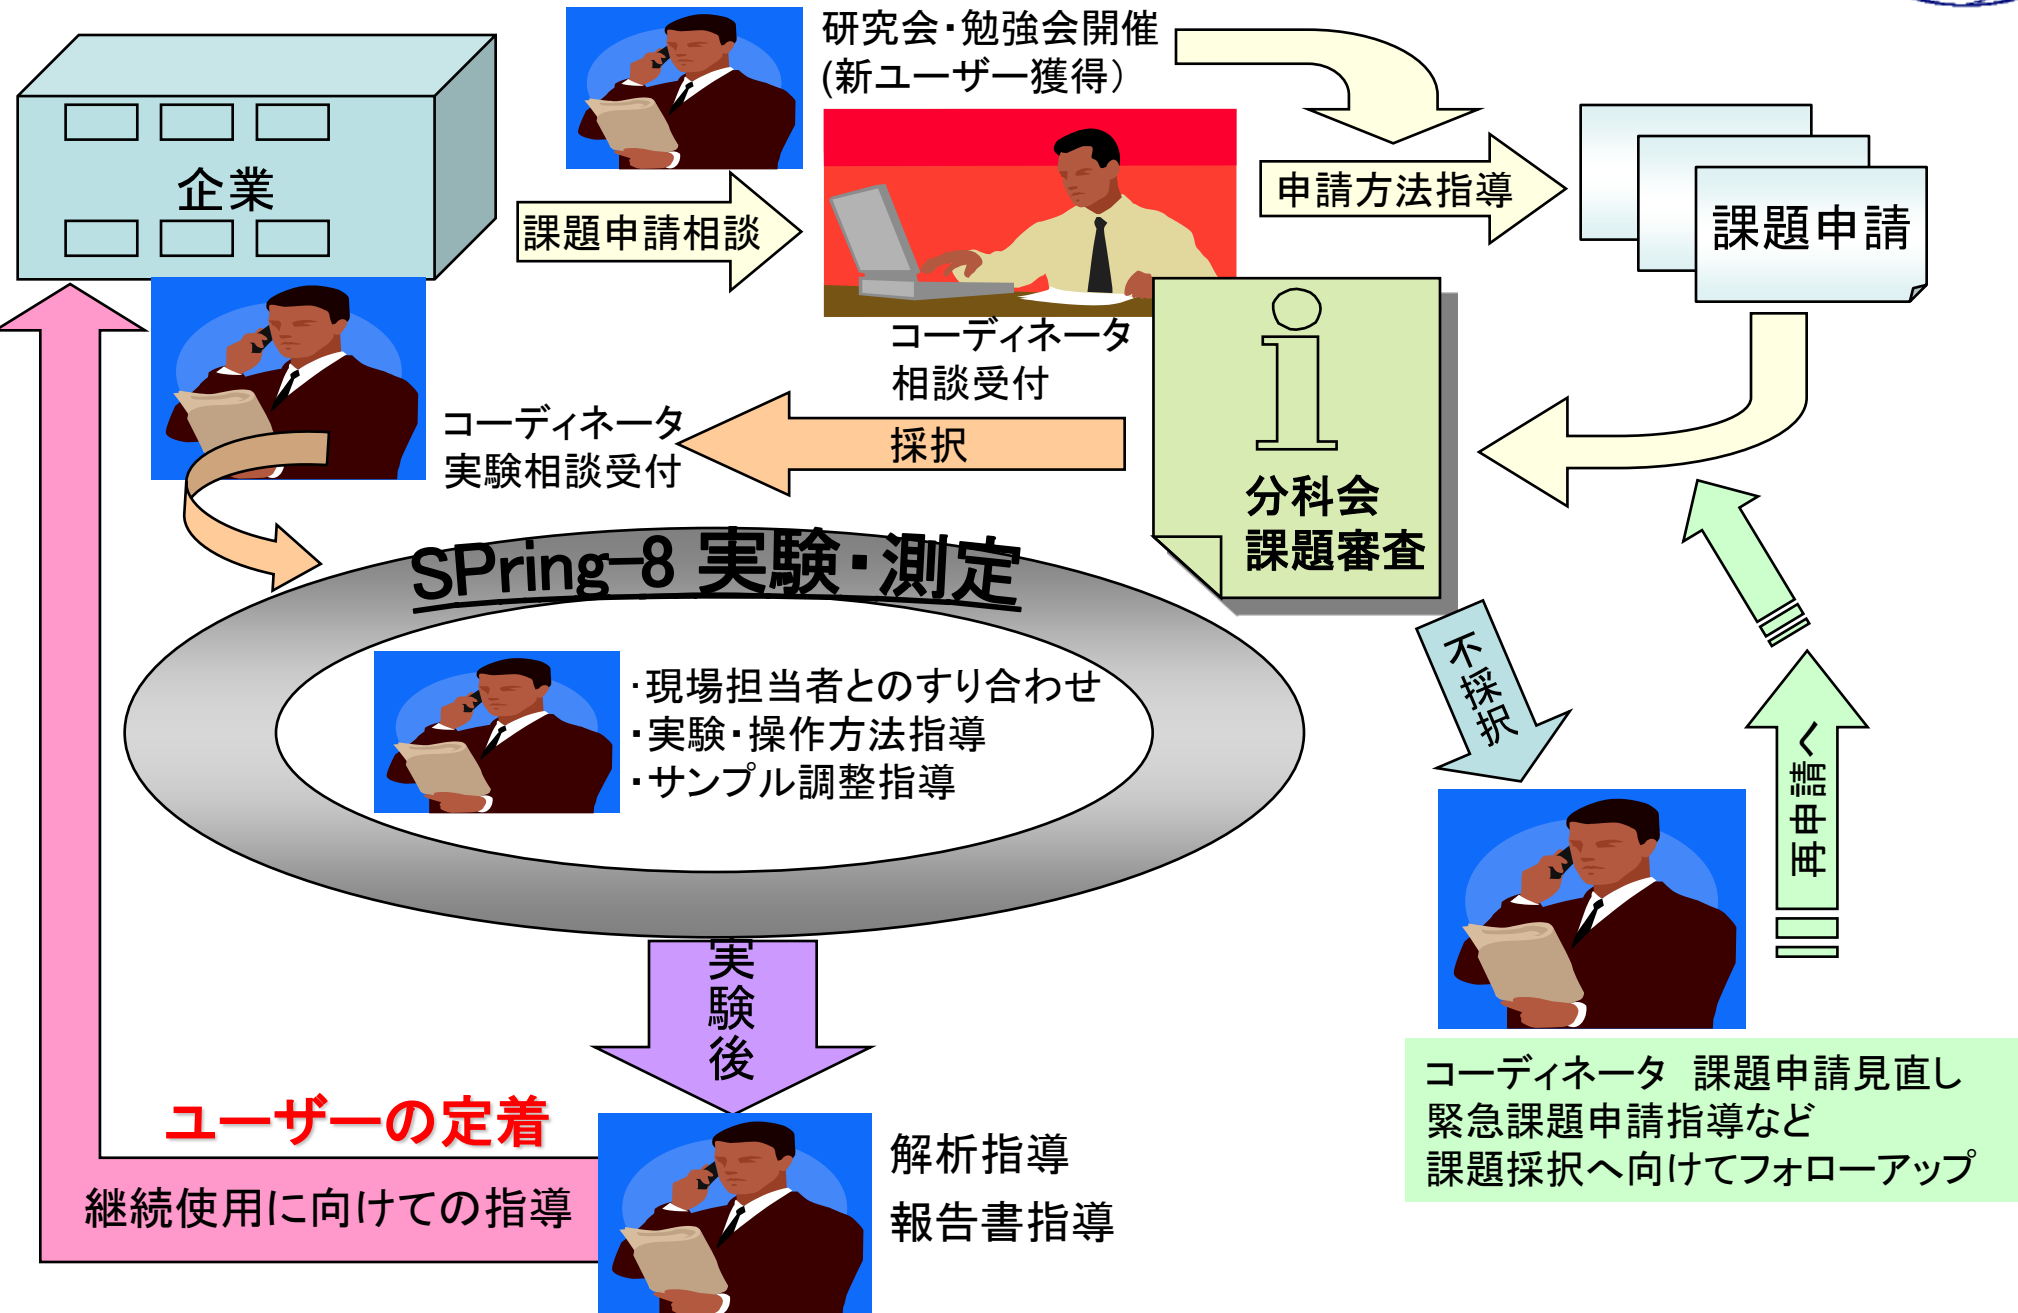 研究会・勉強会開催
(新ユーザー獲得）
企業
課題申請相談
申請方法指導
課題申請
コーディネータ
相談受付
コーディネータ
実験相談受付
採択
分科会
課題審査
SPring-8 実験・測定
・現場担当者とのすり合わせ
・実験・操作方法指導
・サンプル調整指導
不採択
再申請へ
実験後
コーディネータ　課題申請見直し
緊急課題申請指導など
課題採択へ向けてフォローアップ
ユーザーの定着
継続使用に向けての指導
解析指導
報告書指導